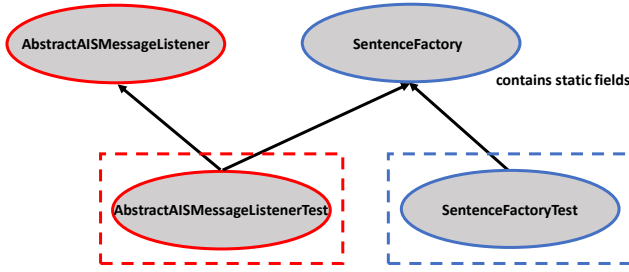 AbstractAISMessageListener
SentenceFactory
contains static fields
AbstractAISMessageListenerTest
SentenceFactoryTest